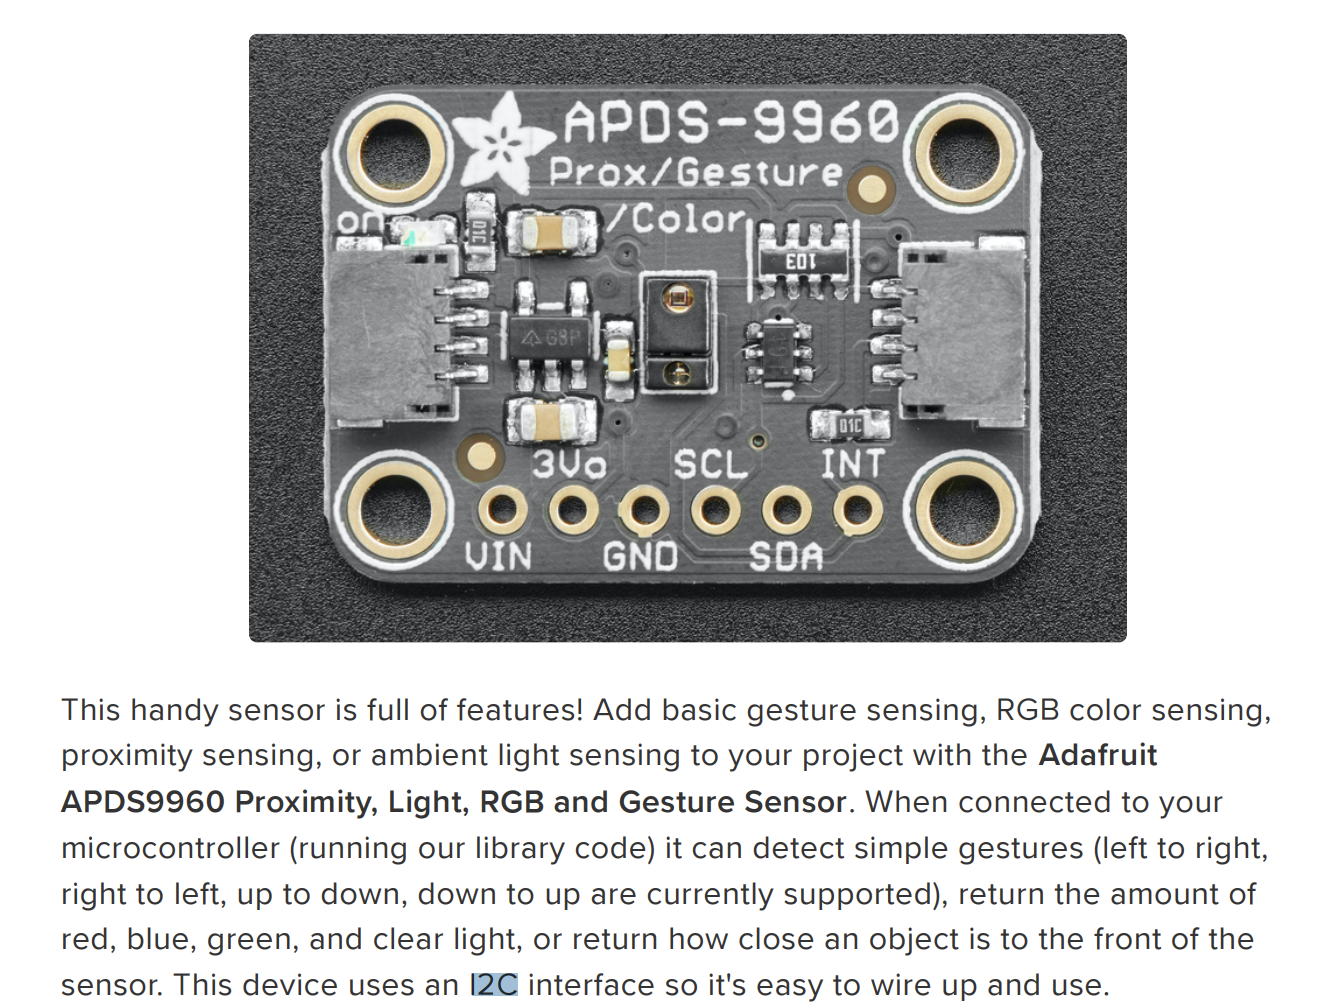 APDS-9960
Prox/Gesture
/Color
on
01C
103
G8P
01C
3Vo SCL INT
VIN GND SDA
This handy sensor is full of features! Add basic gesture sensing, RGB color sensing,
proximity sensing, or ambient light sensing to your project with the Adafruit
APDS9960 Proximity, Light, RGB and Gesture Sensor. When connected to your
microcontroller (running our library code) it can detect simple gestures (left to right,
right to left, up to down, down to up are currently supported), return the amount of
red, blue, green, and clear light, or return how close an object is to the front of the
sensor. This device uses an I2C interface so it's easy to wire up and use.